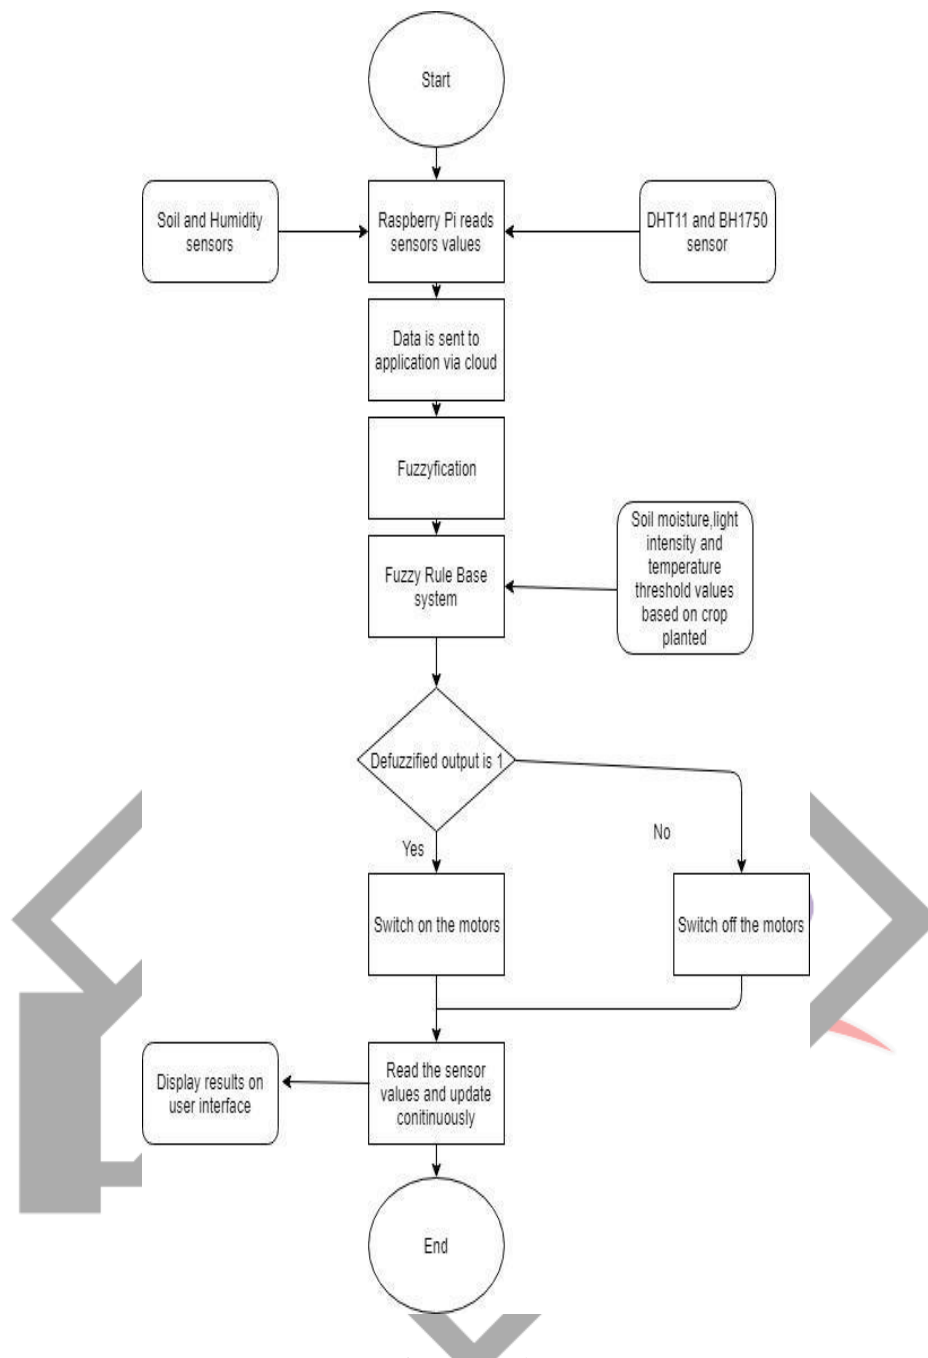 Start
Soil and Humidity
sensors
Raspberry Pi reads
sensors values
DHT11 and BH1750
sensor
Data is sent to
application via cloud
Fuzzyfication
Soil moisture,light
intensity and
temperature
threshold values
based on crop
planted
Fuzzy Rule Base
system
Defuzzified output is 1
Yes
No
Switch on the motors
Switch off the motors
Read the sensor
values and update
conitinuously
Display results on
user interface
End